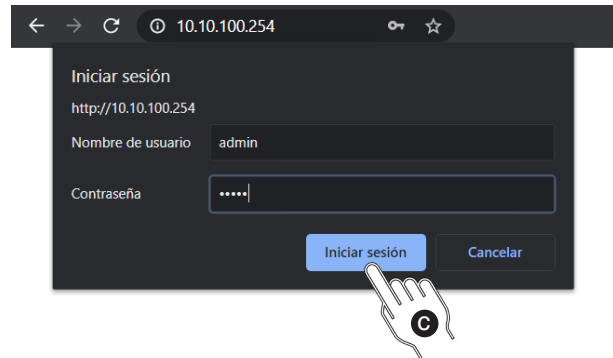 10.10.100.254
Iniciar sesión
http://10.10.100.254
Nombre de usuario admin
Contraseña •••••
Iniciar sesión Cancelar
C